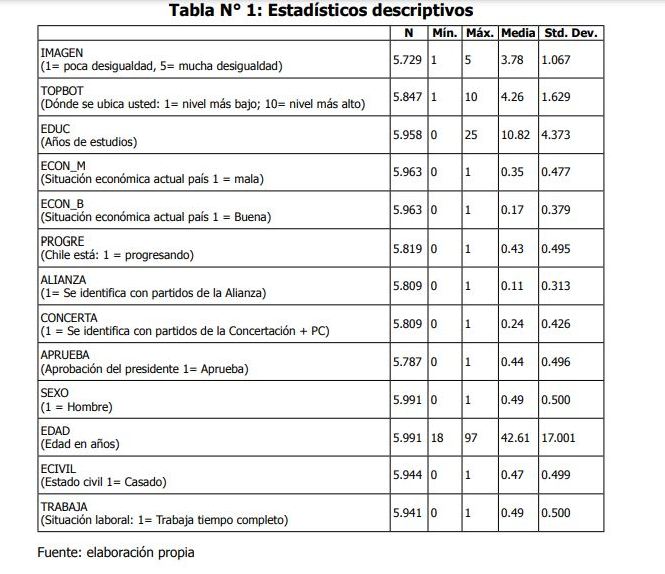 Tabla N° 1: Estadísticos descriptivos
N Mín. Máx. Media Std. Dev.
IMAGEN
(1= poca desigualdad, 5= mucha desigualdad) 5.729 1 5 3.78 1.067
TOPBOT
(Dónde se ubica usted: 1= nivel más bajo; 10= nivel más alto) 5.847 1 10 4.26 1.629
EDUC
(Años de estudios) 5.958 0 25 10.82 4.373
ECON_M
(Situación económica actual país 1 = mala) 5.963 0 1 0.35 0.477
ECON_B
(Situación económica actual país 1 = Buena) 5.963 0 1 0.17 0.379
PROGRE
(Chile está: 1 = progresando) 5.819 0 1 0.43 0.495
ALIANZA
(1= Se identifica con partidos de la Alianza) 5.809 0 1 0.11 0.313
CONCERTA
(1 = Se identifica con partidos de la Concertación + PC) 5.809 0 1 0.24 0.426
APRUEBA
(Aprobación del presidente 1= Aprueba) 5.787 0 1 0.44 0.496
SEXO
(1 = Hombre) 5.991 0 1 0.49 0.500
EDAD
(Edad en años) 5.991 18 97 42.61 17.001
ECIVIL
(Estado civil 1= Casado) 5.944 0 1 0.47 0.499
TRABAJA
(Situación laboral: 1= Trabaja tiempo completo) 5.941 0 1 0.49 0.500
Fuente: elaboración propia